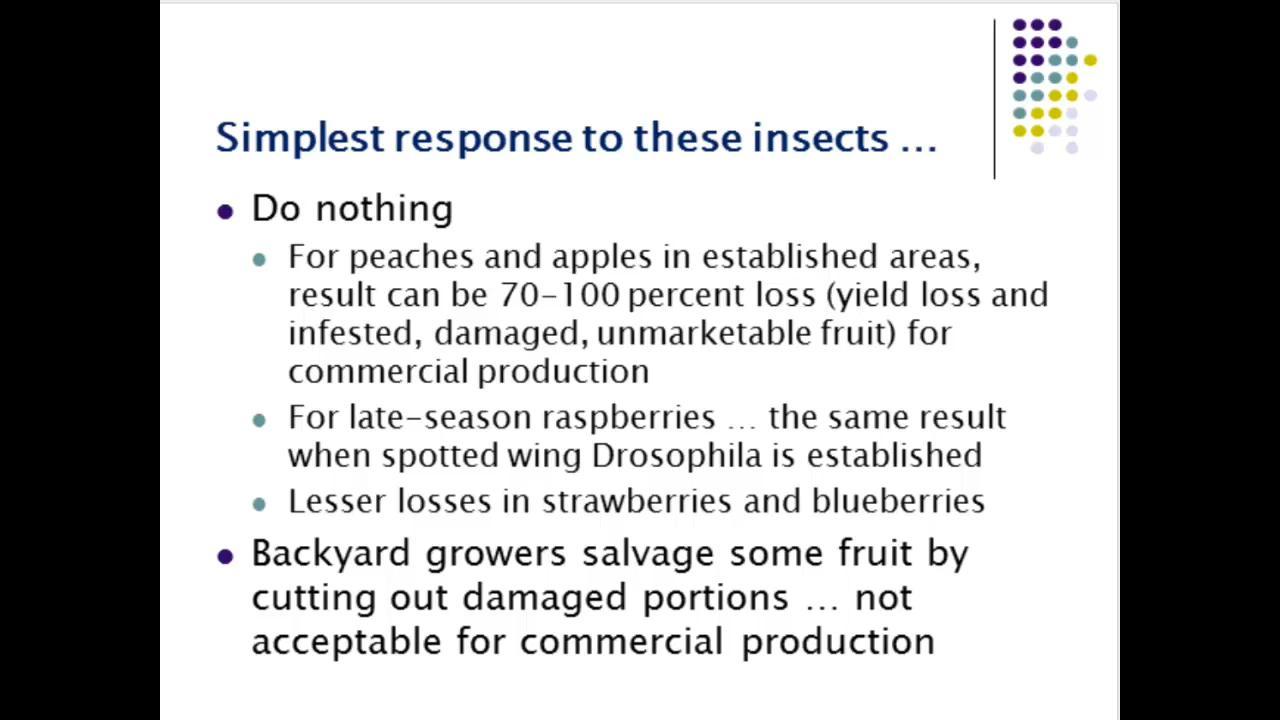 Simplest response to these insects ...
Do nothing
For peaches and apples in established areas,
result can be 70-100 percent loss (yield loss and
infested, damaged, unmarketable fruit) for
commercial production
For late-season raspberries ... the same result
when spotted wing Drosophila is established
Lesser losses in strawberries and blueberries
Backyard growers salvage some fruit by
cutting out damaged portions ... not
acceptable for commercial production